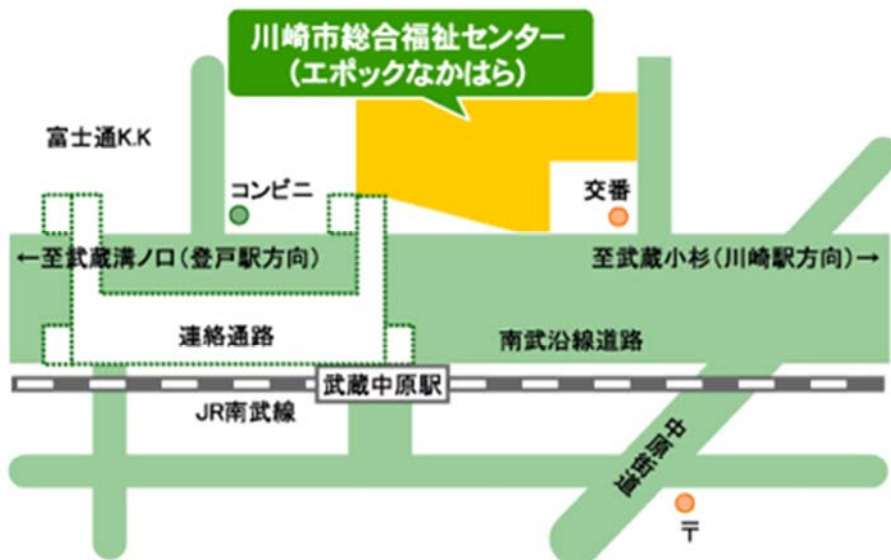 川崎市総合福祉センター
(エポックなかはら)
富士通K.K
コンビニ
交番
←至武蔵溝ノ口(登戸駅方向)
至武蔵小杉(川崎駅方向)→
連絡通路
南武沿線道路
武蔵中原駅
JR南武線
中原街道
〒